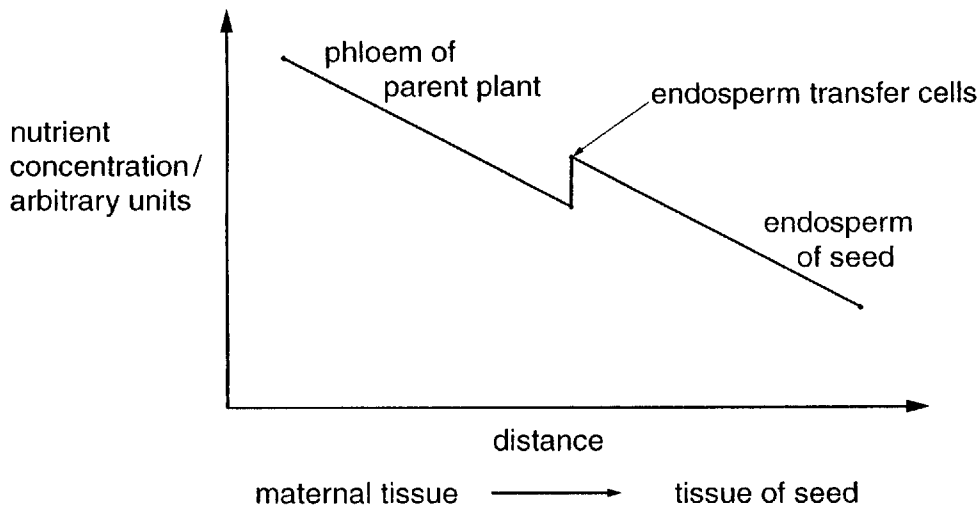 phloem of
parent plant
endosperm transfer cells
nutrient
concentration/
arbitrary units
endosperm
of seed
distance
maternal tissue
tissue of seed